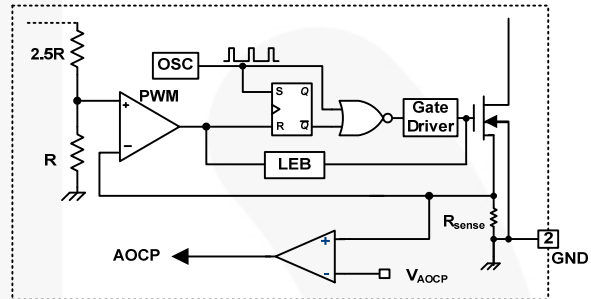 2.5R
OSC
PWM
+
-
S Q
R Q̅
Gate
Driver
R
LEB
Rsense
2
GND
AOCP
+
-
VAOCP